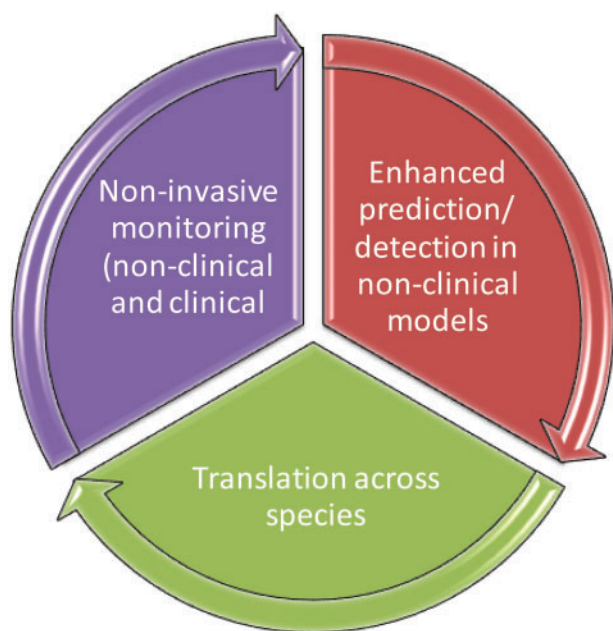 Non-invasive
monitoring
(non-clinical
and clinical
Enhanced
prediction/
detection in
non-clinical
models
Translation across
species